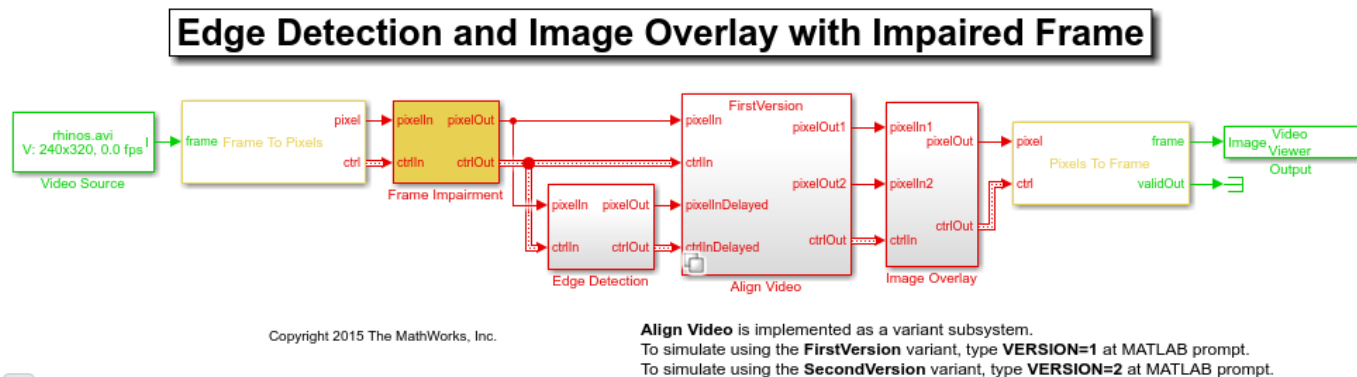 Edge Detection and Image Overlay with Impaired Frame
rhinos.avi
V: 240x320, 0.0 fps
I
Video Source
frame
Frame To Pixels
pixel
ctrl
pixelIn
pixelOut
ctrlIn
ctrlOut
Frame Impairment
pixelIn
pixelOut
ctrlIn
ctrlOut
Edge Detection
FirstVersion
pixelIn
pixelOut1
ctrlIn
pixelOut2
pixelInDelayed
ctrlOut
ctrlInDelayed
Align Video
pixelIn1
pixelOut
pixelIn2
ctrlOut
ctrlIn
Image Overlay
pixel
frame
Pixels To Frame
ctrl
validOut
Image
Video
Viewer
Output
Copyright 2015 The MathWorks, Inc.
Align Video is implemented as a variant subsystem.
To simulate using the FirstVersion variant, type VERSION=1 at MATLAB prompt.
To simulate using the SecondVersion variant, type VERSION=2 at MATLAB prompt.